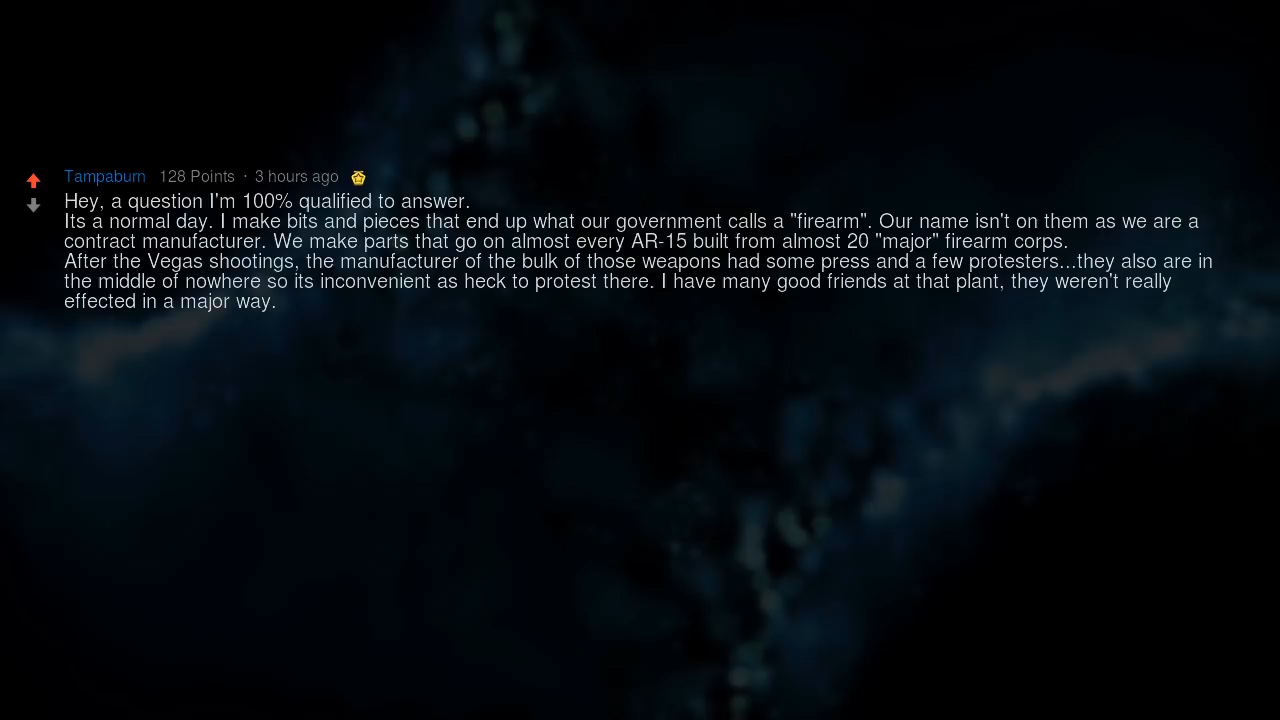 Tampaburn 128 Points · 3 hours ago
Hey, a question I'm 100% qualified to answer.
Its a normal day. I make bits and pieces that end up what our government calls a "firearm". Our name isn't on them as we are a
contract manufacturer. We make parts that go on almost every AR-15 built from almost 20 "major" firearm corps.
After the Vegas shootings, the manufacturer of the bulk of those weapons had some press and a few protesters...they also are in
the middle of nowhere so its inconvenient as heck to protest there. I have many good friends at that plant, they weren't really
effected in a major way.